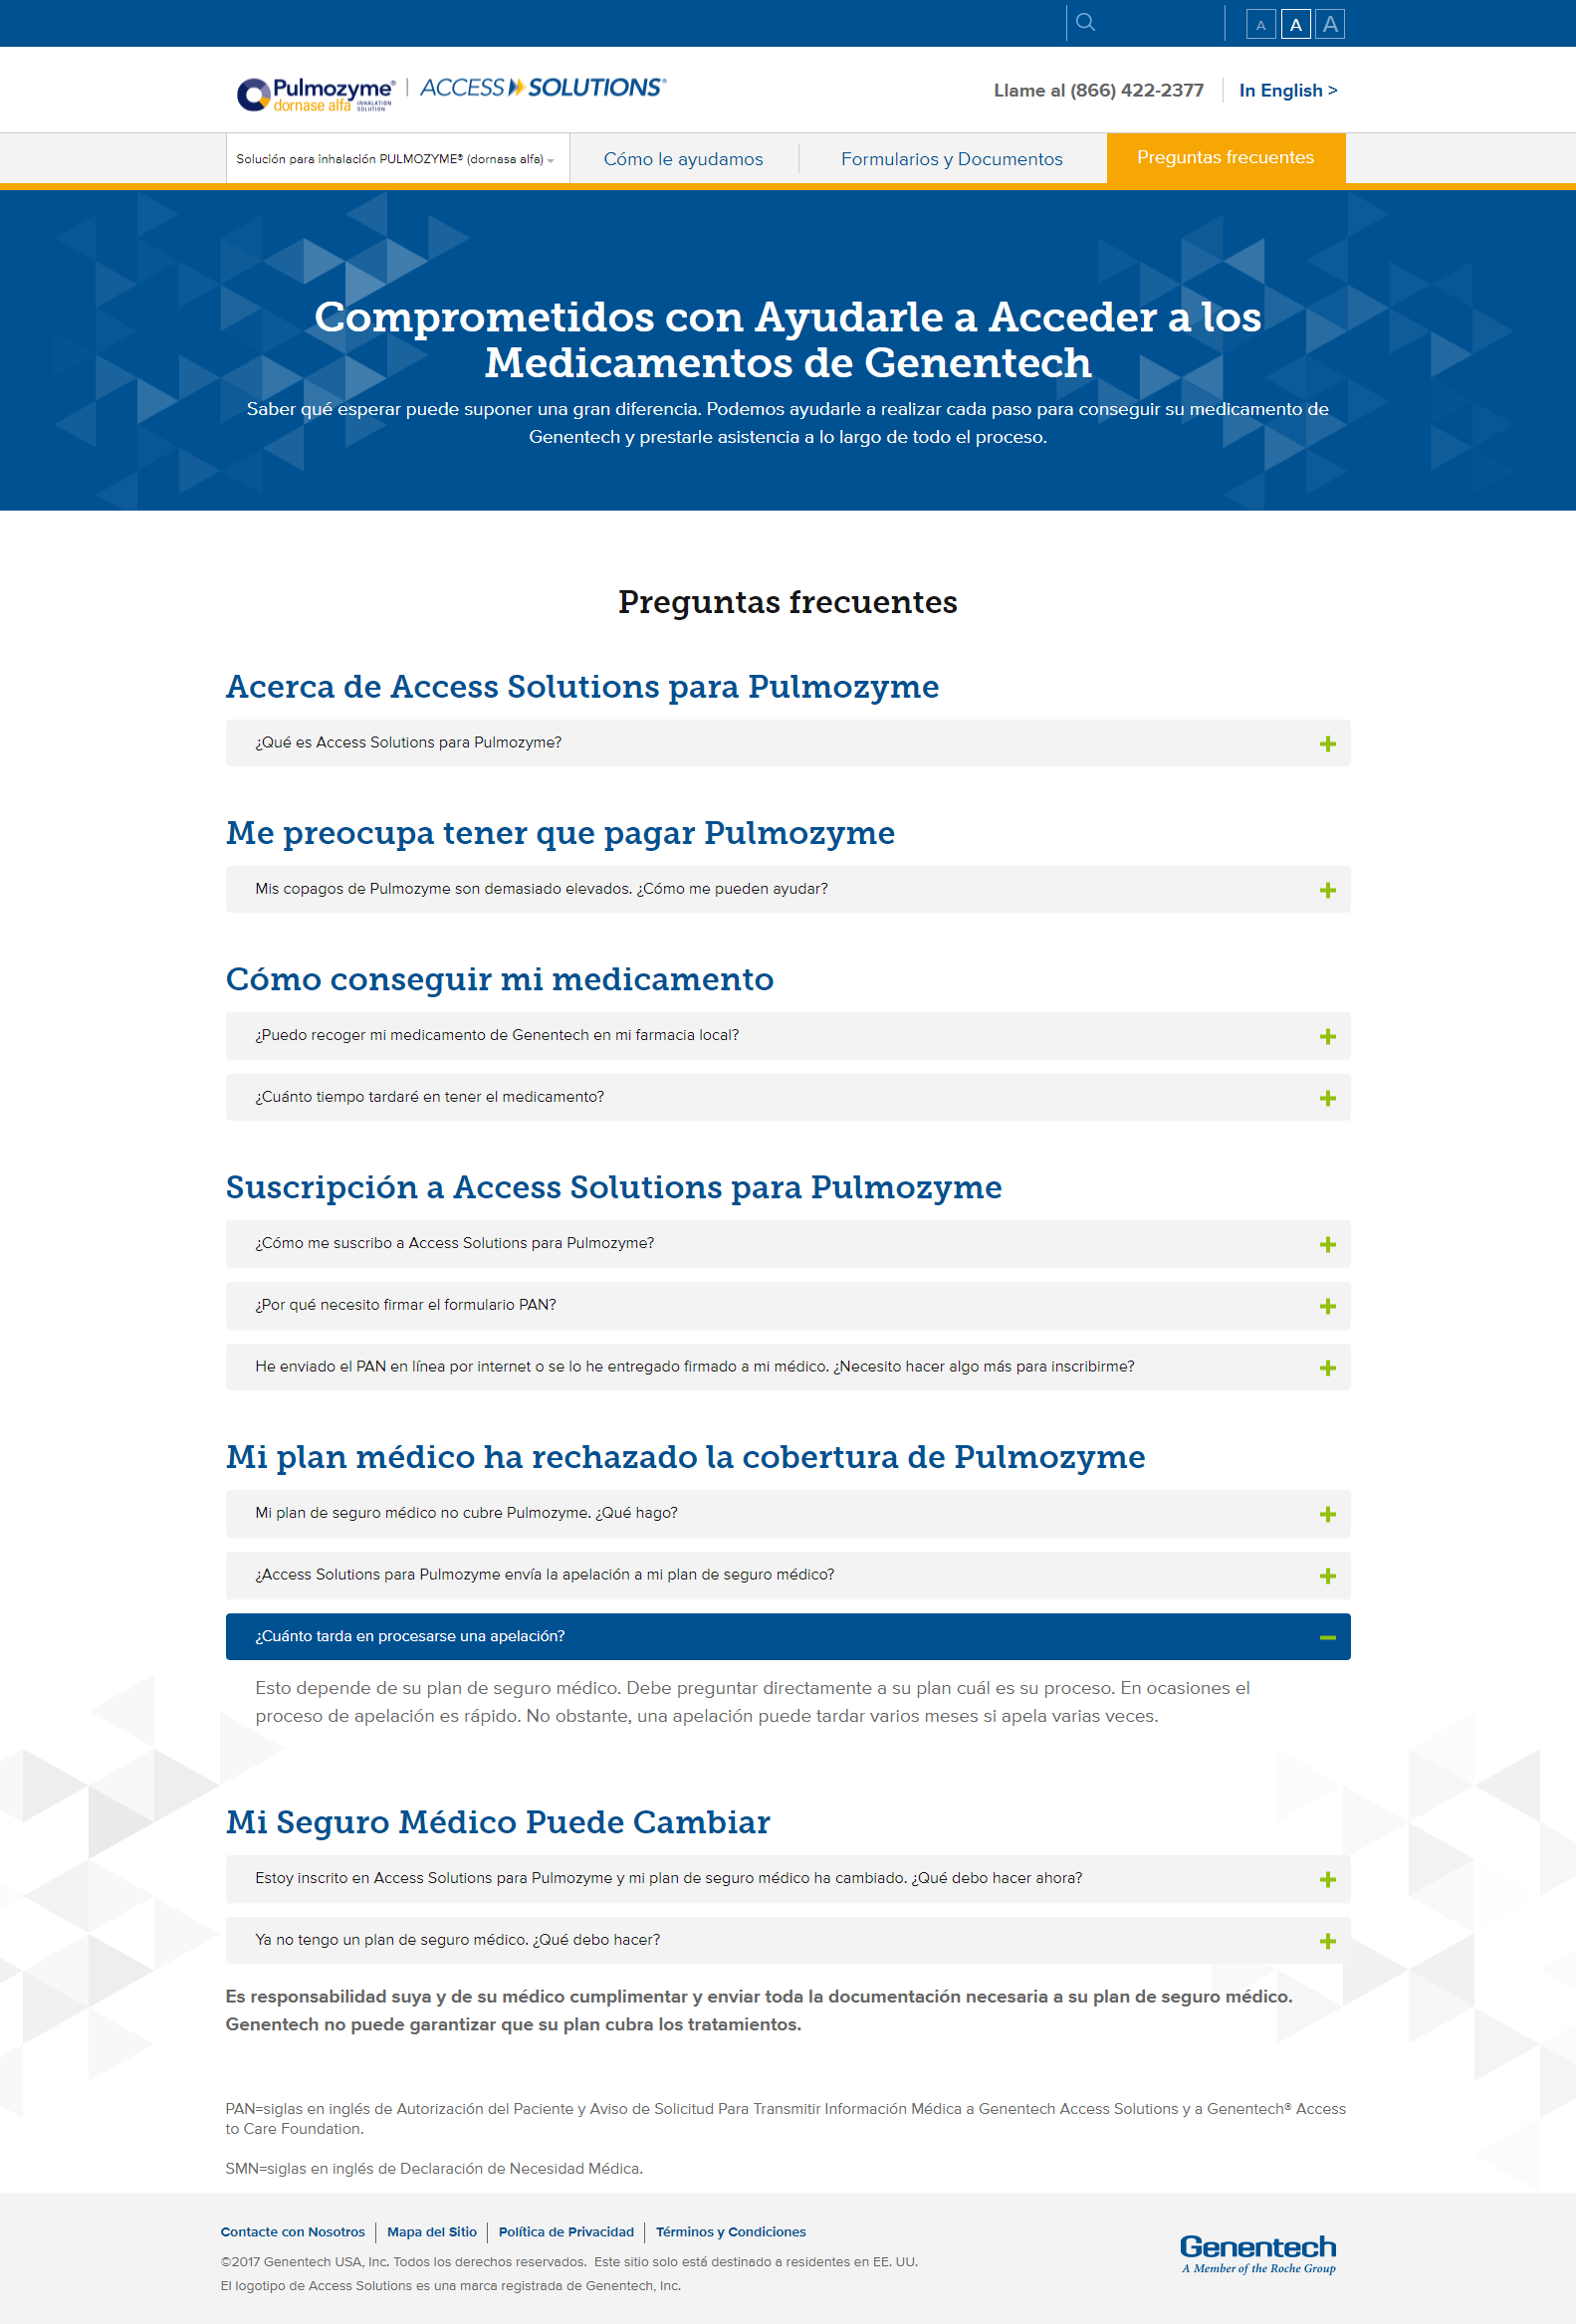 A A A
Pulmozyme® | ACCESS SOLUTIONS®
dornase alfa INHALATION SOLUTION
Llame al (866) 422-2377
In English >
Solución para inhalación PULMOZYME® (dornasa alfa)
Cómo le ayudamos
Formularios y Documentos
Preguntas frecuentes
Comprometidos con Ayudarle a Acceder a los
Medicamentos de Genentech
Saber qué esperar puede suponer una gran diferencia. Podemos ayudarle a realizar cada paso para conseguir su medicamento de
Genentech y prestarle asistencia a lo largo de todo el proceso.
Preguntas frecuentes
Acerca de Access Solutions para Pulmozyme
¿Qué es Access Solutions para Pulmozyme?
Me preocupa tener que pagar Pulmozyme
Mis copagos de Pulmozyme son demasiado elevados. ¿Cómo me pueden ayudar?
Cómo conseguir mi medicamento
¿Puedo recoger mi medicamento de Genentech en mi farmacia local?
¿Cuánto tiempo tardaré en tener el medicamento?
Suscripción a Access Solutions para Pulmozyme
¿Cómo me suscribo a Access Solutions para Pulmozyme?
¿Por qué necesito firmar el formulario PAN?
He enviado el PAN en línea por internet o se lo he entregado firmado a mi médico. ¿Necesito hacer algo más para inscribirme?
Mi plan médico ha rechazado la cobertura de Pulmozyme
Mi plan de seguro médico no cubre Pulmozyme. ¿Qué hago?
¿Access Solutions para Pulmozyme envía la apelación a mi plan de seguro médico?
¿Cuánto tarda en procesarse una apelación?
Esto depende de su plan de seguro médico. Debe preguntar directamente a su plan cuál es su proceso. En ocasiones el
proceso de apelación es rápido. No obstante, una apelación puede tardar varios meses si apela varias veces.
Mi Seguro Médico Puede Cambiar
Estoy inscrito en Access Solutions para Pulmozyme y mi plan de seguro médico ha cambiado. ¿Qué debo hacer ahora?
Ya no tengo un plan de seguro médico. ¿Qué debo hacer?
Es responsabilidad suya y de su médico cumplimentar y enviar toda la documentación necesaria a su plan de seguro médico.
Genentech no puede garantizar que su plan cubra los tratamientos.
PAN=siglas en inglés de Autorización del Paciente y Aviso de Solicitud Para Transmitir Información Médica a Genentech Access Solutions y a Genentech® Access
to Care Foundation.
SMN=siglas en inglés de Declaración de Necesidad Médica.
Contacte con Nosotros | Mapa del Sitio | Política de Privacidad | Términos y Condiciones
©2017 Genentech USA, Inc. Todos los derechos reservados. Este sitio solo está destinado a residentes en EE. UU.
El logotipo de Access Solutions es una marca registrada de Genentech, Inc.
Genentech
A Member of the Roche Group